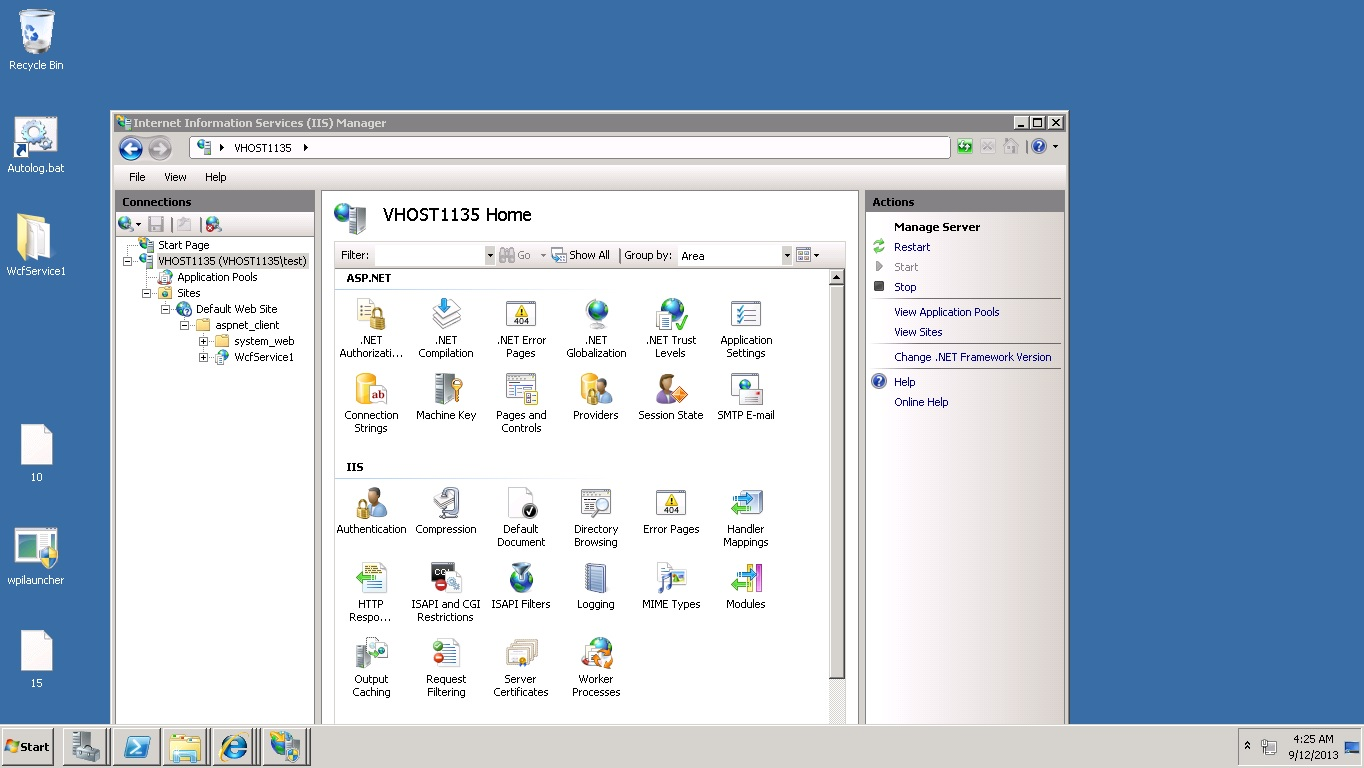 Recycle Bin
Autolog.bat
WcfService1
10
wpilauncher
15
Internet Information Services (IIS) Manager
VHOST1135
File View Help
Connections
Start Page
VHOST1135 (VHOST1135\test)
Application Pools
Sites
Default Web Site
aspnet_client
system_web
WcfService1
VHOST1135 Home
Filter: Go Show All Group by: Area
ASP.NET
.NET Authorizati...
.NET Compilation
.NET Error Pages
.NET Globalization
.NET Trust Levels
Application Settings
Connection Strings
Machine Key
Pages and Controls
Providers
Session State
SMTP E-mail
IIS
Authentication
Compression
Default Document
Directory Browsing
Error Pages
Handler Mappings
HTTP Respo...
ISAPI and CGI Restrictions
ISAPI Filters
Logging
MIME Types
Modules
Output Caching
Request Filtering
Server Certificates
Worker Processes
Actions
Manage Server
Restart
Start
Stop
View Application Pools
View Sites
Change .NET Framework Version
Help
Online Help
Start
4:25 AM
9/12/2013